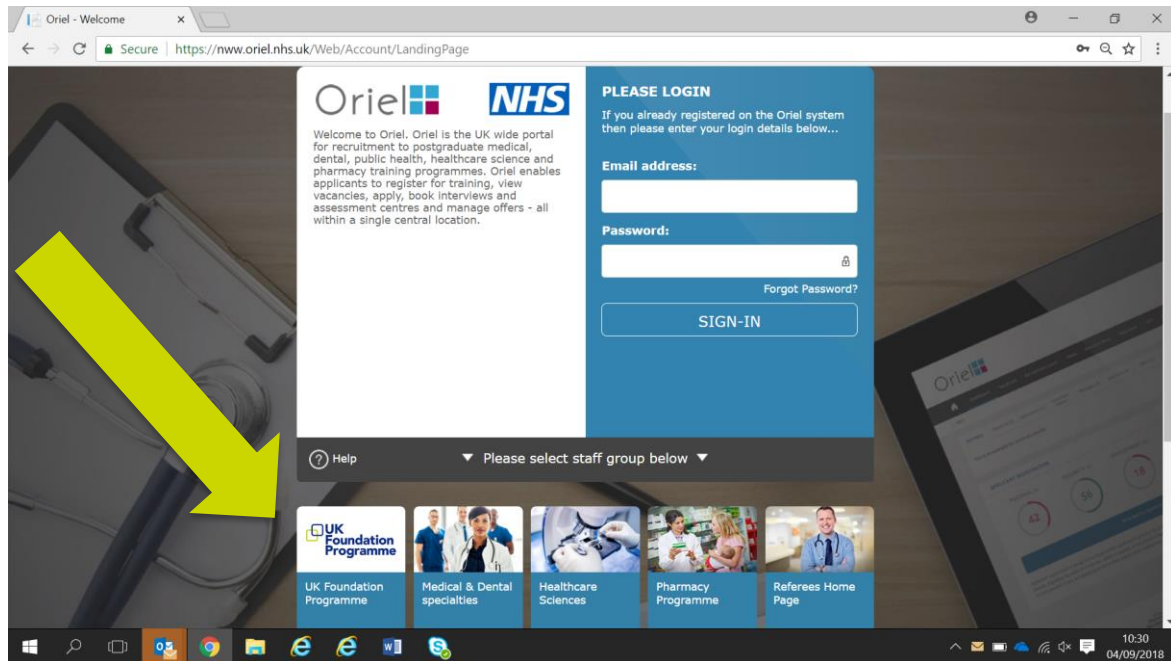 Oriel - Welcome
Secure | https://nww.oriel.nhs.uk/Web/Account/LandingPage
Oriel
NHS
Welcome to Oriel. Oriel is the UK wide portal
for recruitment to postgraduate medical,
dental, public health, healthcare science and
pharmacy training programmes. Oriel enables
applicants to register for training, view
vacancies, apply, book interviews and
assessment centres and manage offers - all
within a single central location.
PLEASE LOGIN
If you already registered on the Oriel system
then please enter your login details below...
Email address:
Password:
Forgot Password?
SIGN-IN
Oriel
42
56
18
? Help
▼ Please select staff group below ▼
UK
Foundation
Programme
UK Foundation
Programme
Medical & Dental
specialties
Healthcare
Sciences
Pharmacy
Programme
Referees Home
Page
10:30
04/09/2018